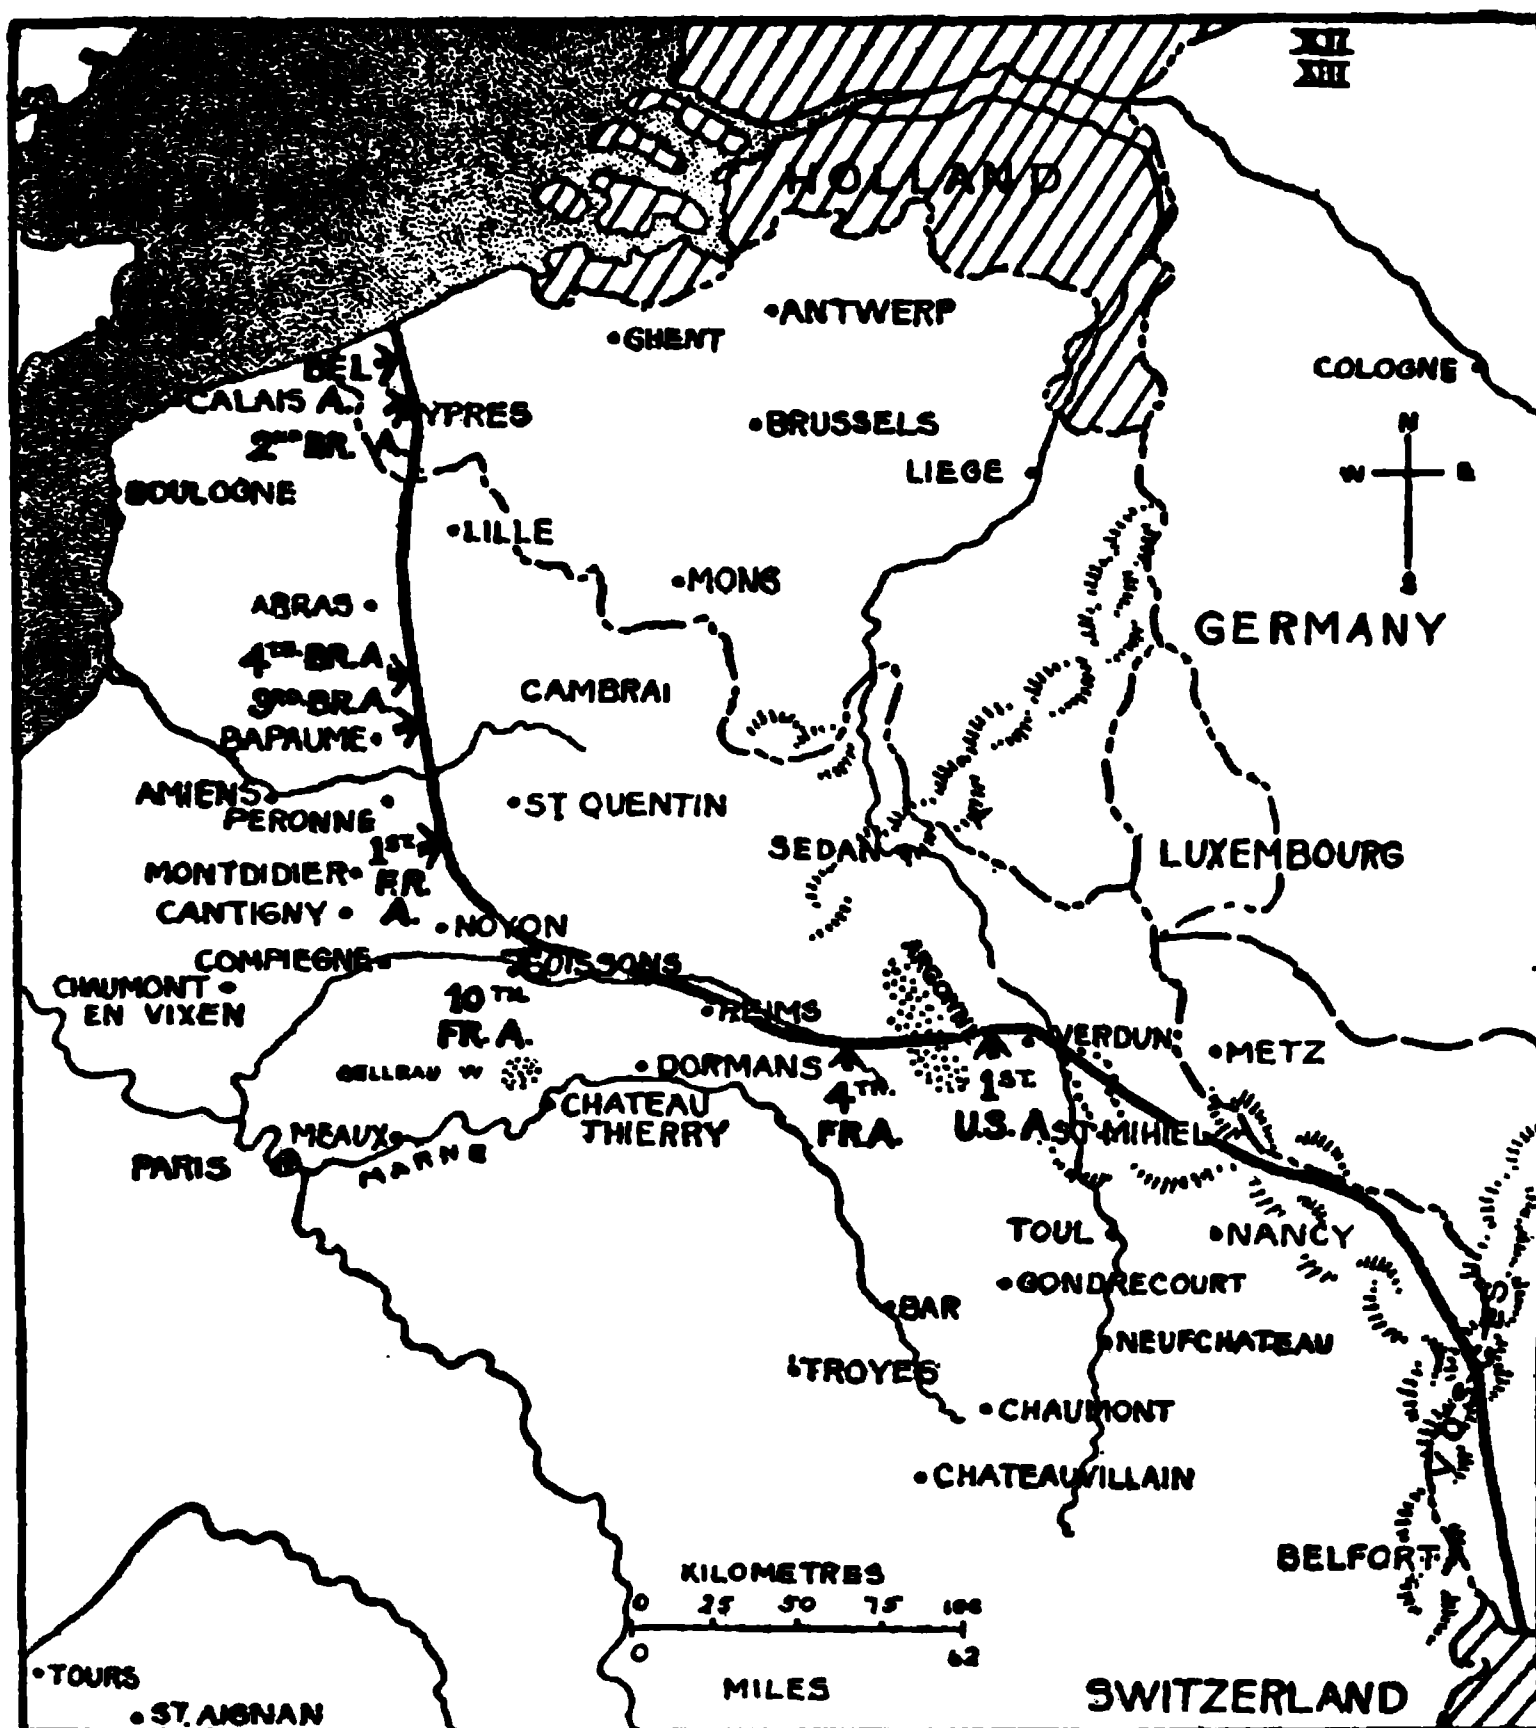 XII
XIII
HOLLAND
ANTWERP
GHENT
BEL
CALAIS A.
YPRES
BRUSSELS
COLOGNE
2ND BR. A.
N
W E
S
LIEGE
BOULOGNE
LILLE
MONS
ARRAS
GERMANY
4TH BR.A
CAMBRAI
3RD BR.A.
BAPAUME
AMIENS
ST QUENTIN
PERONNE
1ST
FR.
A.
SEDAN
LUXEMBOURG
MONTDIDIER
CANTIGNY
NOYON
COMPIEGNE
SOISSONS
CHAUMONT
EN VIXEN
ARGONNE
10TH
FR. A.
REIMS
VERDUN
METZ
BELLEAU W
DORMANS
4TH.
FR.A.
1ST.
U.S. A.
CHATEAU
THIERRY
ST MIHIEL
MEAUX
PARIS
MARNE
TOUL
NANCY
GONDRECOURT
BAR
NEUFCHATEAU
VOSGES
TROYES
CHAUMONT
CHATEAUVILLAIN
BELFORT
KILOMETRES
0 25 50 75 100
0 62
MILES
TOURS
ST. AIGNAN
SWITZERLAND